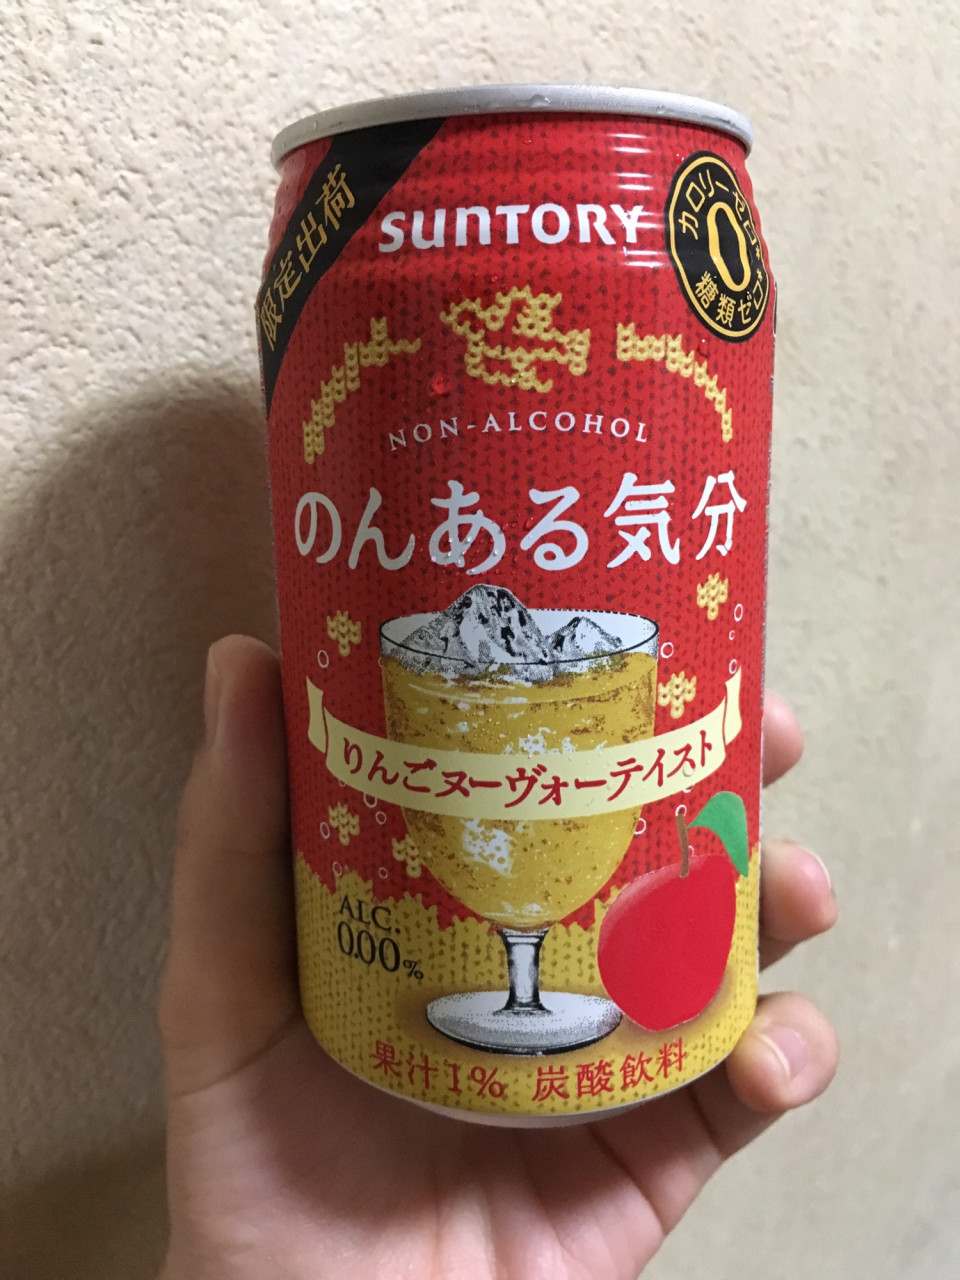 限定出荷
SUNTORY
カロリーゼロ
0
糖類ゼロ
NON-ALCOHOL
のんある気分
りんごヌーヴォーテイスト
ALC.
0.00%
果汁1% 炭酸飲料